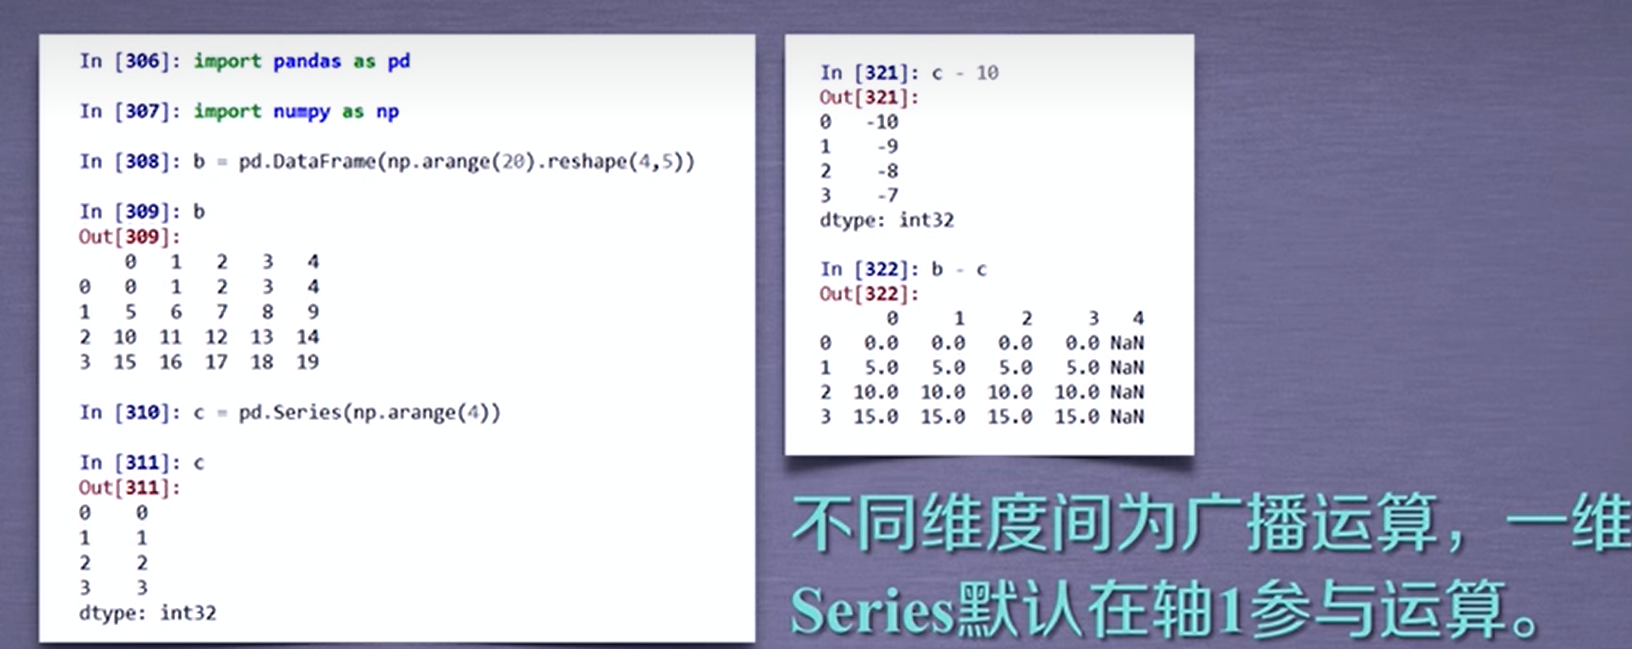 In [306]: import pandas as pd
In [307]: import numpy as np
In [308]: b = pd.DataFrame(np.arange(20).reshape(4,5))
In [309]: b
Out[309]:
    0   1   2   3   4
0   0   1   2   3   4
1   5   6   7   8   9
2  10  11  12  13  14
3  15  16  17  18  19
In [310]: c = pd.Series(np.arange(4))
In [311]: c
Out[311]:
0    0
1    1
2    2
3    3
dtype: int32
In [321]: c - 10
Out[321]:
0   -10
1    -9
2    -8
3    -7
dtype: int32
In [322]: b - c
Out[322]:
      0     1     2     3   4
0   0.0   0.0   0.0   0.0 NaN
1   5.0   5.0   5.0   5.0 NaN
2  10.0  10.0  10.0  10.0 NaN
3  15.0  15.0  15.0  15.0 NaN
不同维度间为广播运算，一维
Series默认在轴1参与运算。